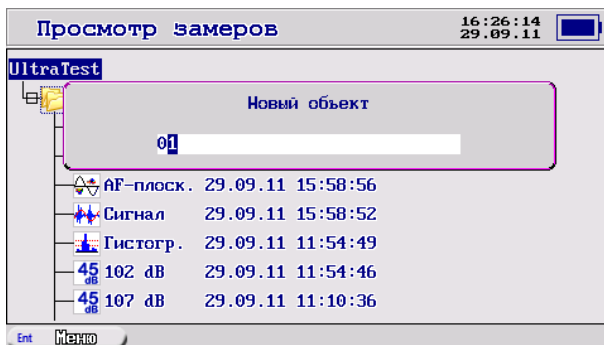 Просмотр замеров
16:26:14
29.09.11
UltraTest
Новый объект
01
AF-плоск. 29.09.11 15:58:56
Сигнал 29.09.11 15:58:52
Гистогр. 29.09.11 11:54:49
45 dB 102 dB 29.09.11 11:54:46
45 dB 107 dB 29.09.11 11:10:36
Ent Меню